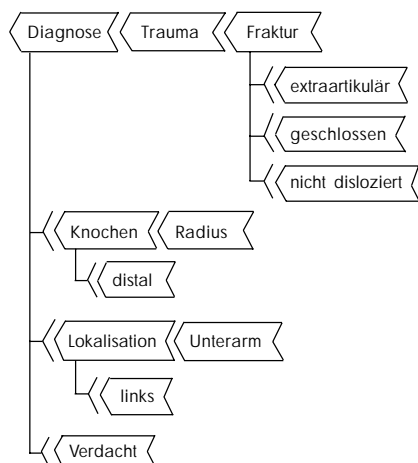 Diagnose Trauma Fraktur
extraartikulär
geschlossen
nicht disloziert
Knochen Radius
distal
Lokalisation Unterarm
links
Verdacht